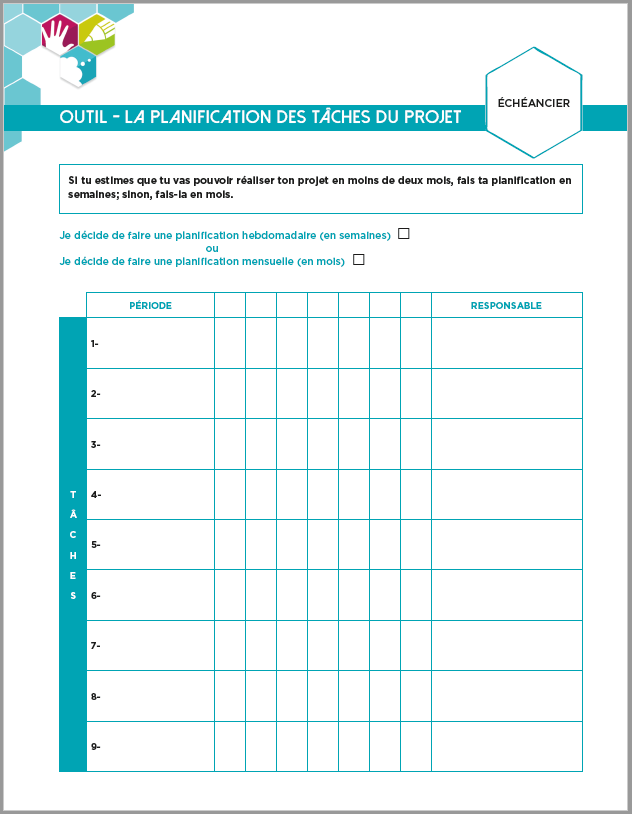 OUTIL - LA PLANIFICATION DES TÂCHES DU PROJET
ÉCHÉANCIER
Si tu estimes que tu vas pouvoir réaliser ton projet en moins de deux mois, fais ta planification en
semaines; sinon, fais-la en mois.
Je décide de faire une planification hebdomadaire (en semaines)
ou
Je décide de faire une planification mensuelle (en mois)
PÉRIODE RESPONSABLE
TÂCHES
1-
2-
3-
4-
5-
6-
7-
8-
9-